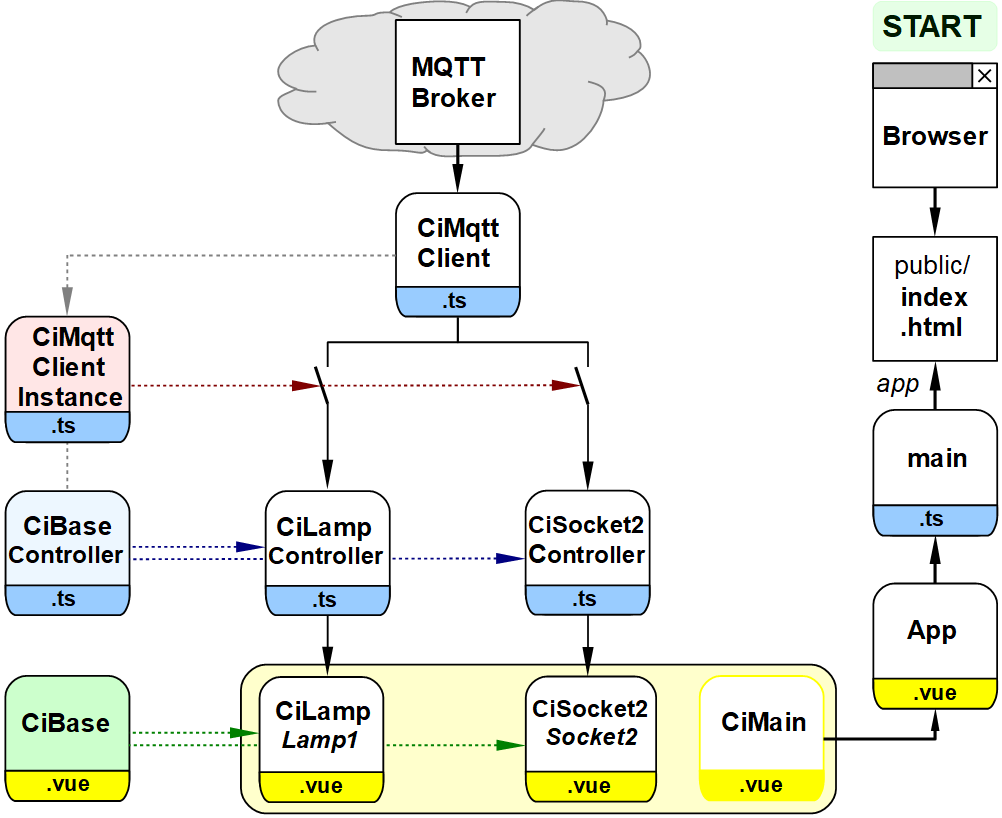 START
MQTT
Broker
Browser
CiMqtt
Client
.ts
public/
index
.html
CiMqtt
Client
Instance
.ts
app
main
.ts
CiBase
Controller
.ts
CiLamp
Controller
.ts
CiSocket2
Controller
.ts
App
.vue
CiBase
.vue
CiLamp
Lamp1
.vue
CiSocket2
Socket2
.vue
CiMain
.vue